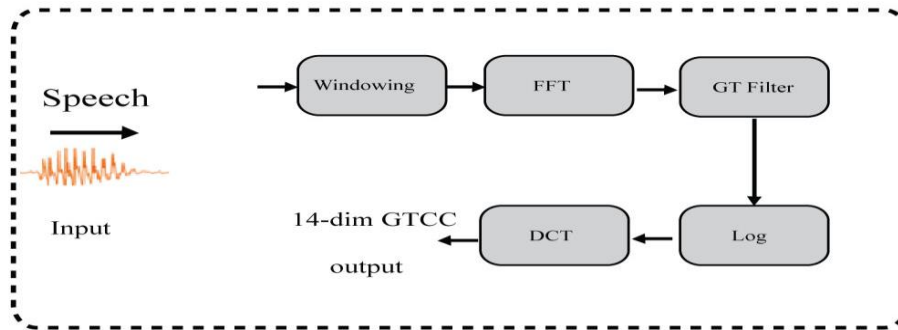 Speech
Input
Windowing
FFT
GT Filter
Log
DCT
14-dim GTCC
output